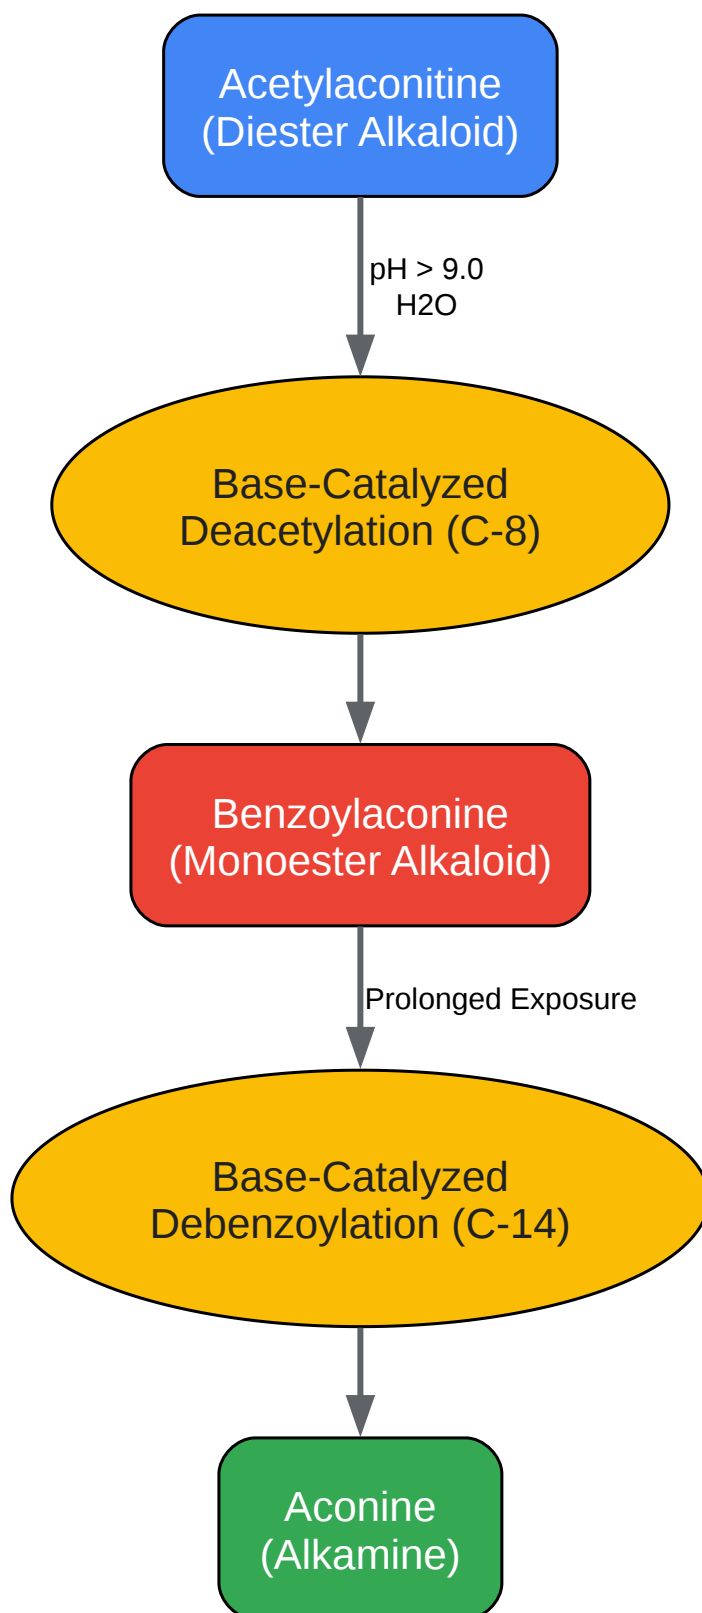 Acetylaconitine
(Diester Alkaloid)
pH > 9.0
H2O
Base-Catalyzed
Deacetylation (C-8)
Benzoylaconine
(Monoester Alkaloid)
Prolonged Exposure
Base-Catalyzed
Debenzoylation (C-14)
Aconine
(Alkamine)